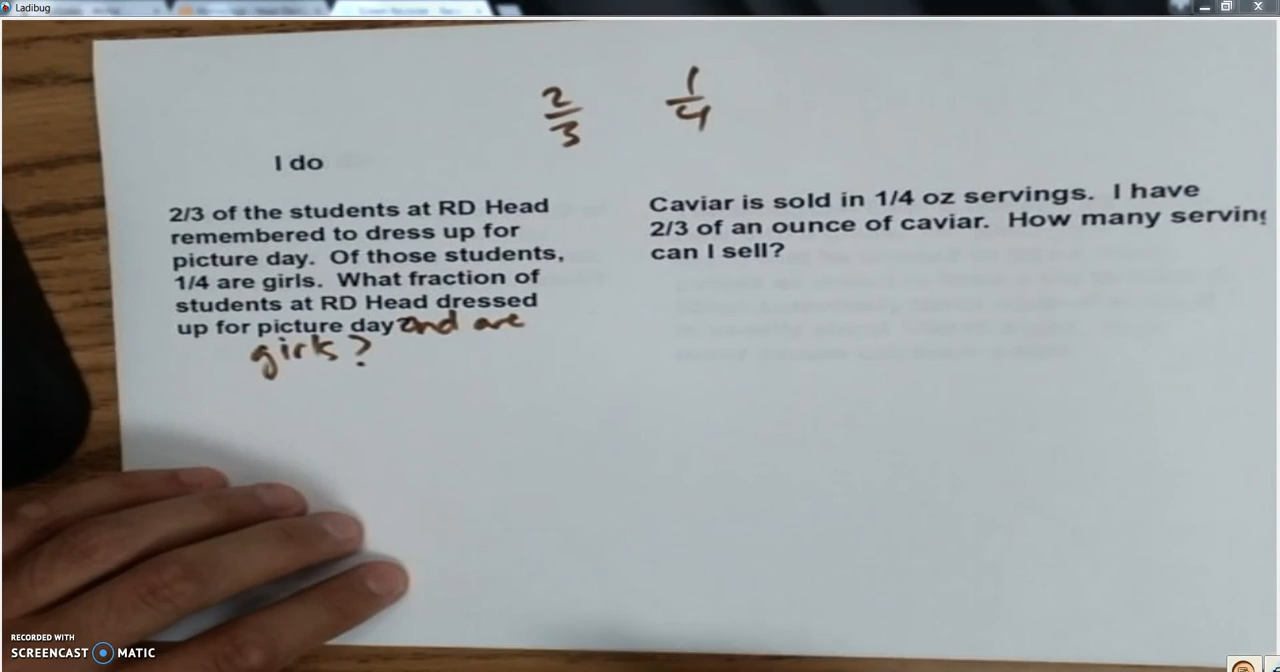 Ladibug
2
3
1
4
I do
2/3 of the students at RD Head
remembered to dress up for
picture day. Of those students,
1/4 are girls. What fraction of
students at RD Head dressed
up for picture day and are
girls?
Caviar is sold in 1/4 oz servings. I have
2/3 of an ounce of caviar. How many serving
can I sell?
RECORDED WITH
SCREENCAST MATIC